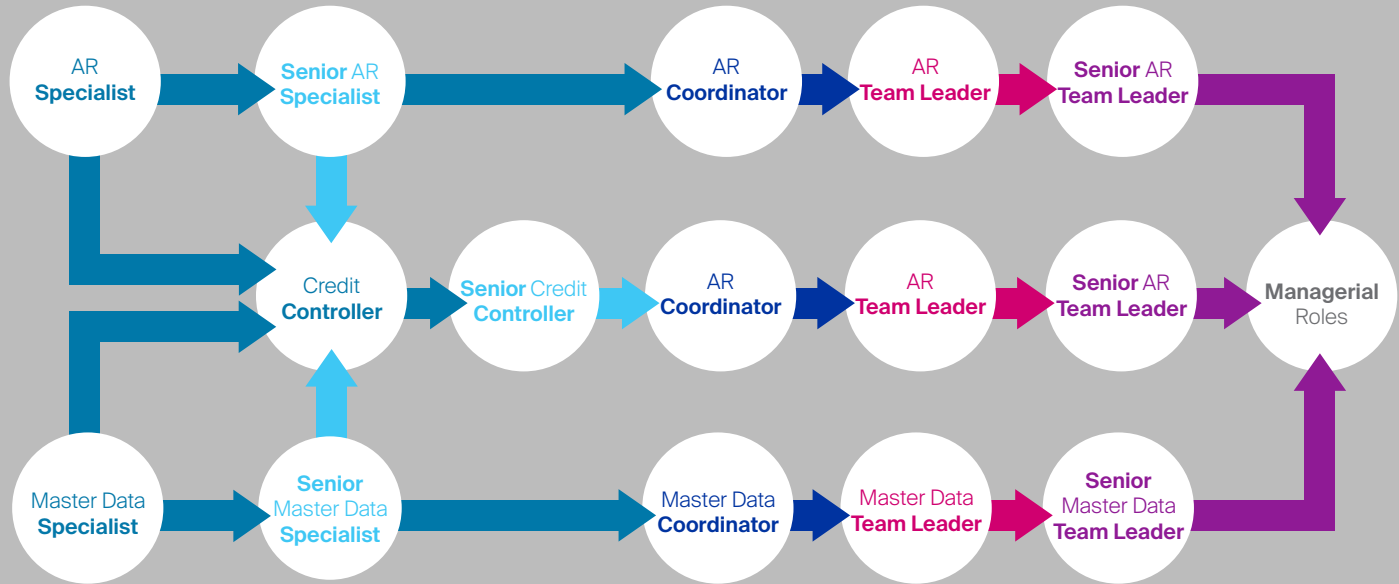 AR
Specialist
Senior AR
Specialist
AR
Coordinator
AR
Team Leader
Senior AR
Team Leader
Credit
Controller
Senior Credit
Controller
AR
Coordinator
AR
Team Leader
Senior AR
Team Leader
Managerial
Roles
Master Data
Specialist
Senior
Master Data
Specialist
Master Data
Coordinator
Master Data
Team Leader
Senior
Master Data
Team Leader